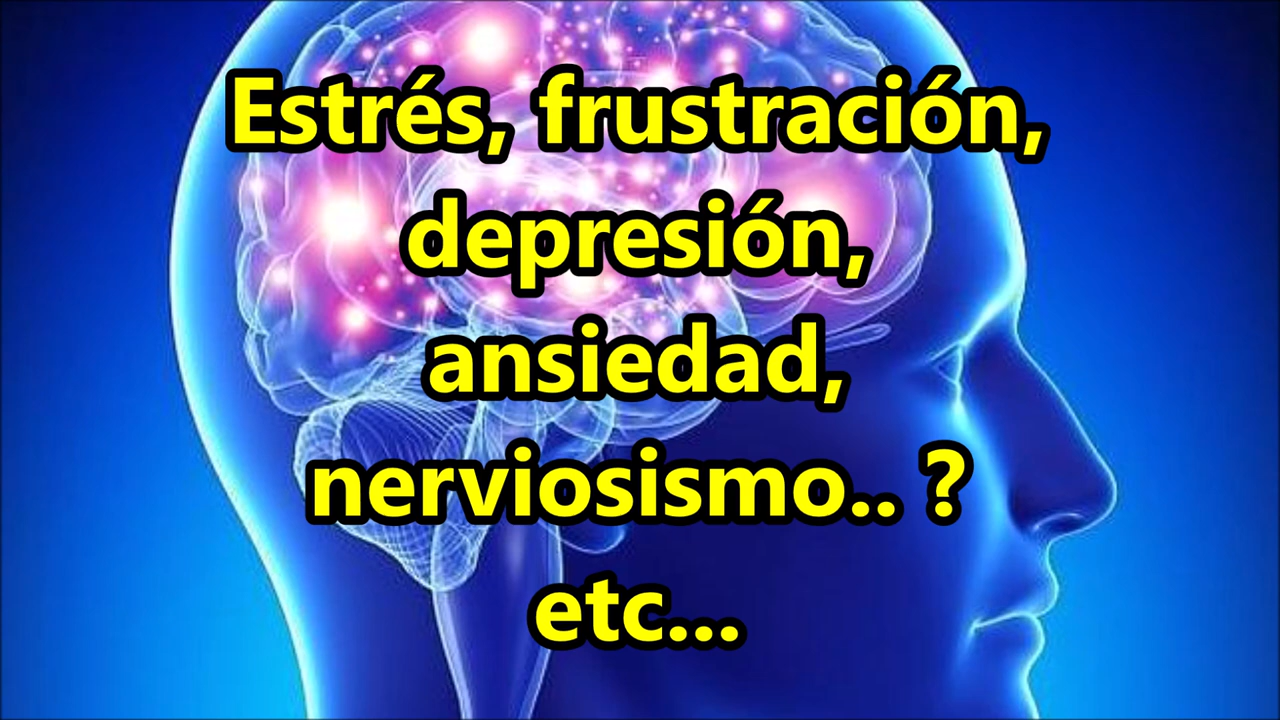 Estrés, frustración,
depresión,
ansiedad,
nerviosismo.. ?
etc...